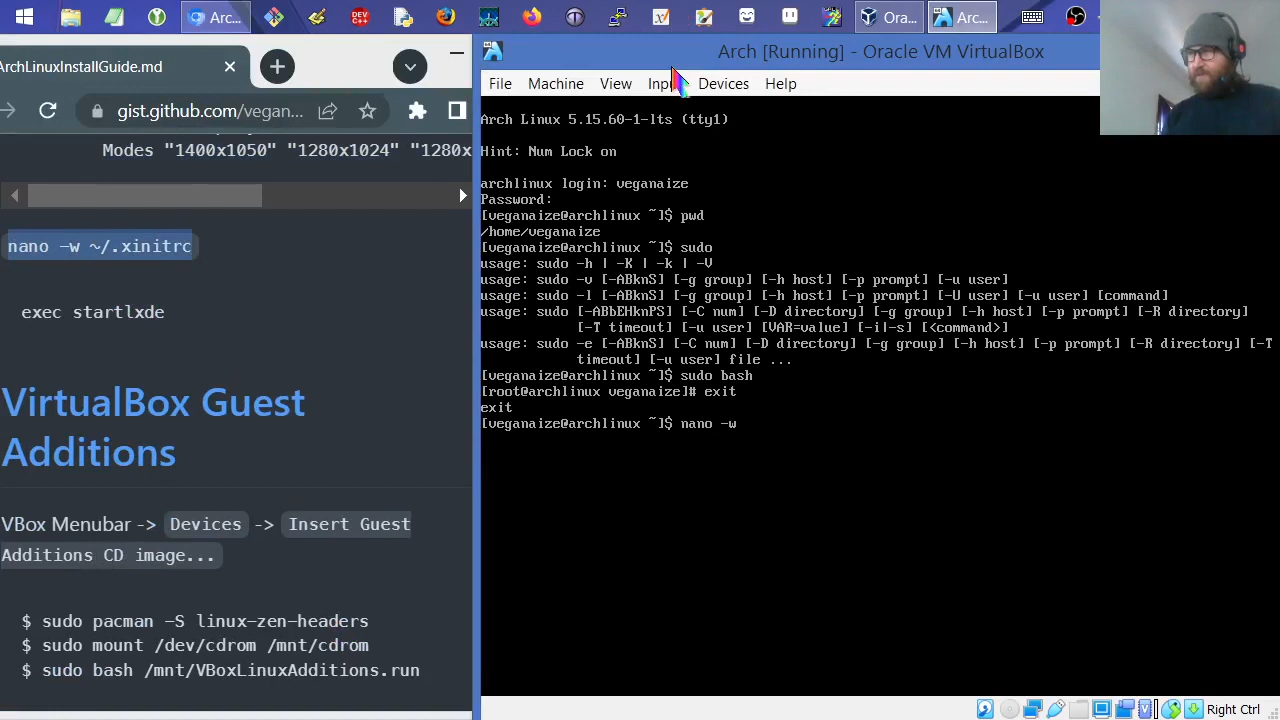 Arc...
Ora...
Arc...
ArchLinuxInstallGuide.md
Arch [Running] - Oracle VM VirtualBox
gist.github.com/vegan...
File Machine View Input Devices Help
Modes "1400x1050" "1280x1024" "1280x
nano -w ~/.xinitrc
exec startlxde
VirtualBox Guest
Additions
VBox Menubar -> Devices -> Insert Guest
Additions CD image...
$ sudo pacman -S linux-zen-headers
$ sudo mount /dev/cdrom /mnt/cdrom
$ sudo bash /mnt/VBoxLinuxAdditions.run
Arch Linux 5.15.60-1-lts (tty1)
Hint: Num Lock on
archlinux login: veganaize
Password:
[veganaize@archlinux ~]$ pwd
/home/veganaize
[veganaize@archlinux ~]$ sudo
usage: sudo -h | -K | -k | -V
usage: sudo -v [-ABknS] [-g group] [-h host] [-p prompt] [-u user]
usage: sudo -l [-ABknS] [-g group] [-h host] [-p prompt] [-U user] [-u user] [command]
usage: sudo [-ABbEHknPS] [-C num] [-D directory] [-g group] [-h host] [-p prompt] [-R directory]
[-T timeout] [-u user] [VAR=value] [-i|-s] [<command>]
usage: sudo -e [-ABknS] [-C num] [-D directory] [-g group] [-h host] [-p prompt] [-R directory] [-T
timeout] [-u user] file ...
[veganaize@archlinux ~]$ sudo bash
[root@archlinux veganaize]# exit
exit
[veganaize@archlinux ~]$ nano -w
Right Ctrl